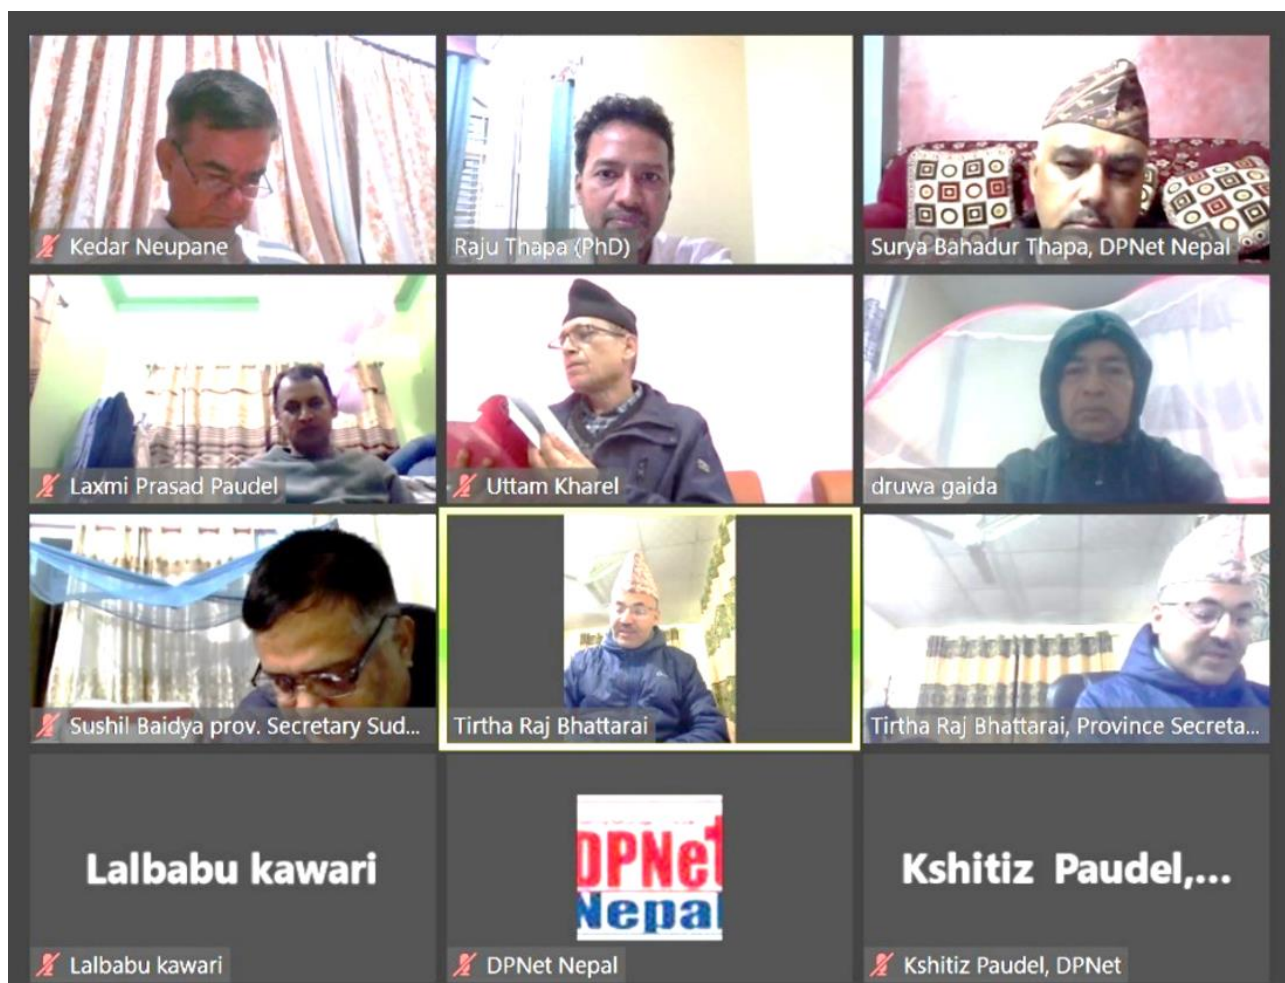 Kedar Neupane
Raju Thapa (PhD)
Surya Bahadur Thapa, DPNet Nepal
Laxmi Prasad Paudel
Uttam Kharel
druwa gaida
Sushil Baidya prov. Secretary Sud...
Tirtha Raj Bhattarai
Tirtha Raj Bhattarai, Province Secreta...
Lalbabu kawari
DPNet
Nepal
Kshitiz Paudel,...
Lalbabu kawari
DPNet Nepal
Kshitiz Paudel, DPNet